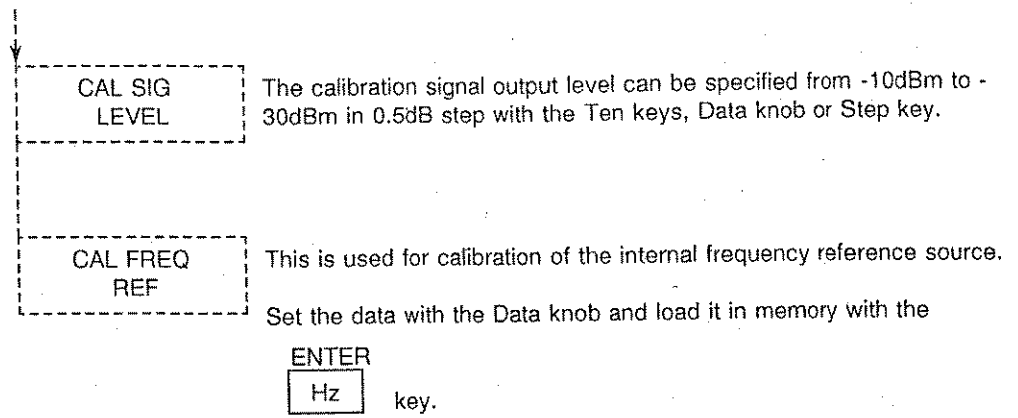 CAL SIG
LEVEL
The calibration signal output level can be specified from -10dBm to -
30dBm in 0.5dB step with the Ten keys, Data knob or Step key.
CAL FREQ
REF
This is used for calibration of the internal frequency reference source.
Set the data with the Data knob and load it in memory with the
ENTER
Hz key.